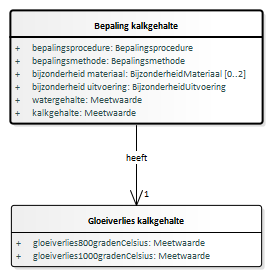 Bepaling kalkgehalte
+ bepalingsprocedure: Bepalingsprocedure
+ bepalingsmethode: Bepalingsmethode
+ bijzonderheid materiaal: BijzonderheidMateriaal [0..2]
+ bijzonderheid uitvoering: BijzonderheidUitvoering
+ watergehalte: Meetwaarde
+ kalkgehalte: Meetwaarde
heeft
1
Gloeiverlies kalkgehalte
+ gloeiverlies800gradenCelsius: Meetwaarde
+ gloeiverlies1000gradenCelsius: Meetwaarde